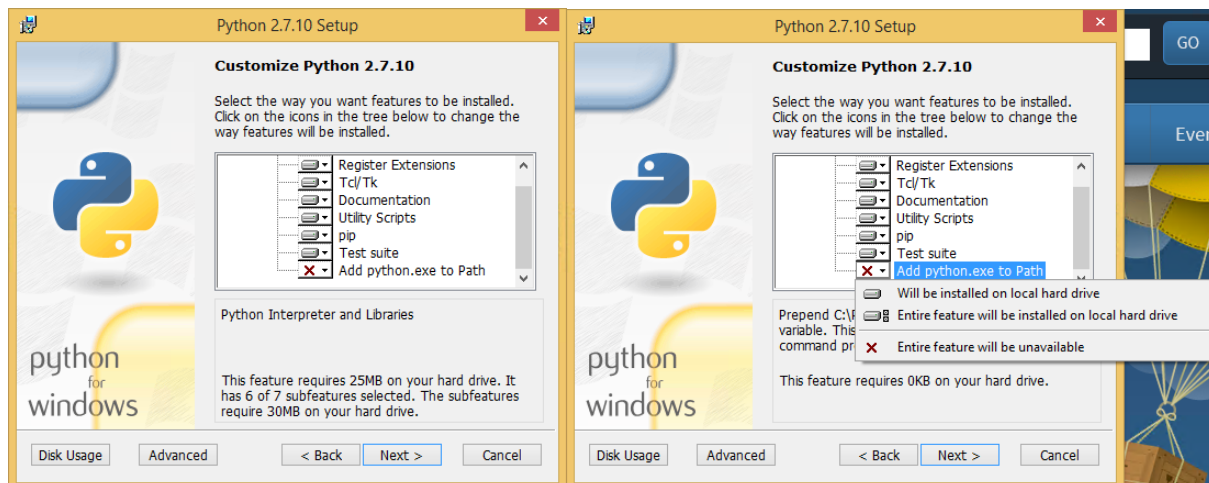 Python 2.7.10 Setup
Customize Python 2.7.10
Select the way you want features to be installed.
Click on the icons in the tree below to change the
way features will be installed.
Register Extensions
Tcl/Tk
Documentation
Utility Scripts
pip
Test suite
Add python.exe to Path
Python Interpreter and Libraries
This feature requires 25MB on your hard drive. It
has 6 of 7 subfeatures selected. The subfeatures
require 30MB on your hard drive.
python
for
windows
Disk Usage
Advanced
< Back
Next >
Cancel
Python 2.7.10 Setup
Customize Python 2.7.10
Select the way you want features to be installed.
Click on the icons in the tree below to change the
way features will be installed.
Register Extensions
Tcl/Tk
Documentation
Utility Scripts
pip
Test suite
Add python.exe to Path
Will be installed on local hard drive
Entire feature will be installed on local hard drive
Entire feature will be unavailable
Prepend C:\
variable. This
command
This feature requires 0KB on your hard drive.
python
for
windows
Disk Usage
Advanced
< Back
Next >
Cancel
GO